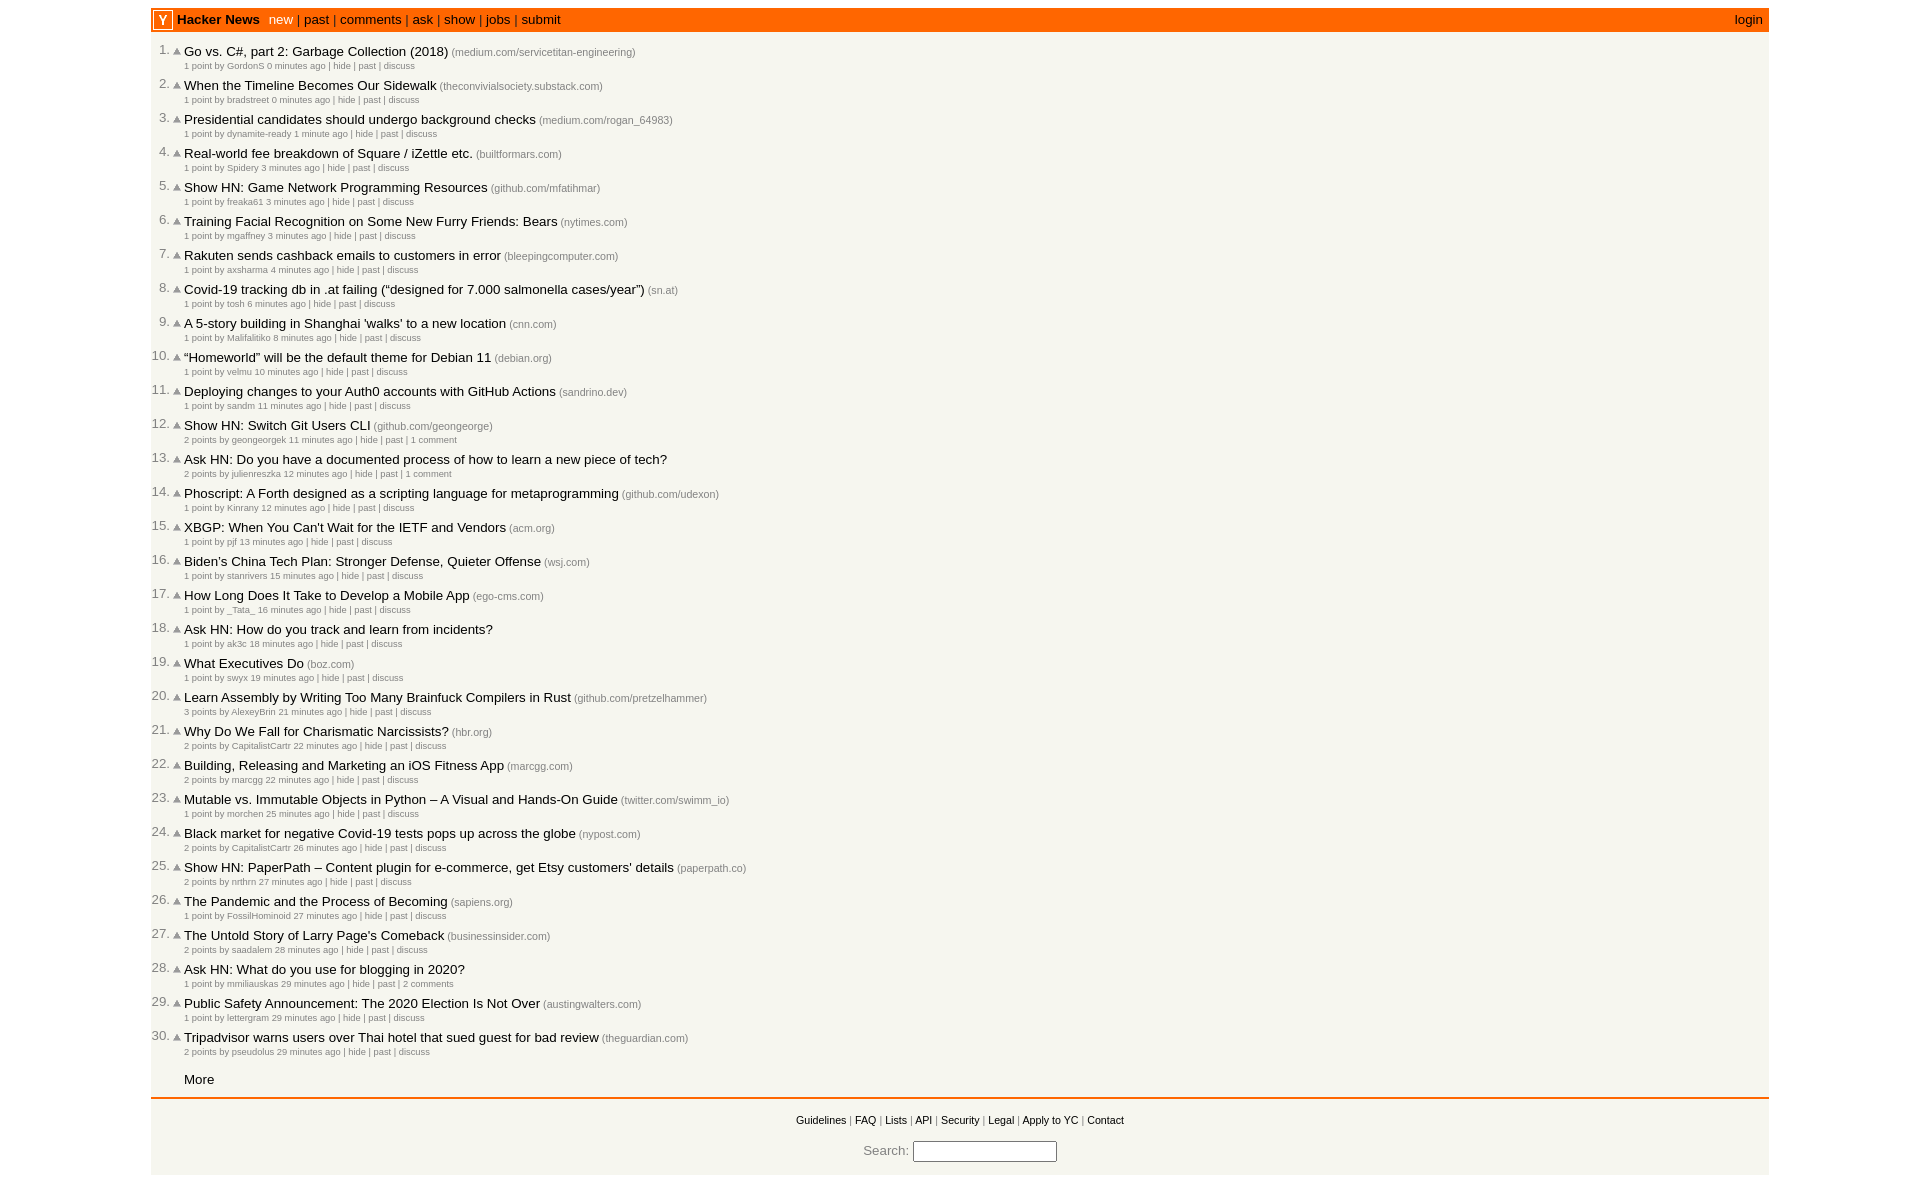 Y Hacker News new | past | comments | ask | show | jobs | submit login
1. Go vs. C#, part 2: Garbage Collection (2018) (medium.com/servicetitan-engineering)
1 point by GordonS 0 minutes ago | hide | past | discuss
2. When the Timeline Becomes Our Sidewalk (theconvivialsociety.substack.com)
1 point by bradstreet 0 minutes ago | hide | past | discuss
3. Presidential candidates should undergo background checks (medium.com/rogan_64983)
1 point by dynamite-ready 1 minute ago | hide | past | discuss
4. Real-world fee breakdown of Square / iZettle etc. (builtformars.com)
1 point by Spidery 3 minutes ago | hide | past | discuss
5. Show HN: Game Network Programming Resources (github.com/mfatihmar)
1 point by freaka61 3 minutes ago | hide | past | discuss
6. Training Facial Recognition on Some New Furry Friends: Bears (nytimes.com)
1 point by mgaffney 3 minutes ago | hide | past | discuss
7. Rakuten sends cashback emails to customers in error (bleepingcomputer.com)
1 point by axsharma 4 minutes ago | hide | past | discuss
8. Covid-19 tracking db in .at failing (“designed for 7.000 salmonella cases/year”) (sn.at)
1 point by tosh 6 minutes ago | hide | past | discuss
9. A 5-story building in Shanghai 'walks' to a new location (cnn.com)
1 point by Malifalitiko 8 minutes ago | hide | past | discuss
10. “Homeworld” will be the default theme for Debian 11 (debian.org)
1 point by velmu 10 minutes ago | hide | past | discuss
11. Deploying changes to your Auth0 accounts with GitHub Actions (sandrino.dev)
1 point by sandm 11 minutes ago | hide | past | discuss
12. Show HN: Switch Git Users CLI (github.com/geongeorge)
2 points by geongeorgek 11 minutes ago | hide | past | 1 comment
13. Ask HN: Do you have a documented process of how to learn a new piece of tech?
2 points by julienreszka 12 minutes ago | hide | past | 1 comment
14. Phoscript: A Forth designed as a scripting language for metaprogramming (github.com/udexon)
1 point by Kinrany 12 minutes ago | hide | past | discuss
15. XBGP: When You Can't Wait for the IETF and Vendors (acm.org)
1 point by pjf 13 minutes ago | hide | past | discuss
16. Biden’s China Tech Plan: Stronger Defense, Quieter Offense (wsj.com)
1 point by stanrivers 15 minutes ago | hide | past | discuss
17. How Long Does It Take to Develop a Mobile App (ego-cms.com)
1 point by _Tata_ 16 minutes ago | hide | past | discuss
18. Ask HN: How do you track and learn from incidents?
1 point by ak3c 18 minutes ago | hide | past | discuss
19. What Executives Do (boz.com)
1 point by swyx 19 minutes ago | hide | past | discuss
20. Learn Assembly by Writing Too Many Brainfuck Compilers in Rust (github.com/pretzelhammer)
3 points by AlexeyBrin 21 minutes ago | hide | past | discuss
21. Why Do We Fall for Charismatic Narcissists? (hbr.org)
2 points by CapitalistCartr 22 minutes ago | hide | past | discuss
22. Building, Releasing and Marketing an iOS Fitness App (marcgg.com)
2 points by marcgg 22 minutes ago | hide | past | discuss
23. Mutable vs. Immutable Objects in Python – A Visual and Hands-On Guide (twitter.com/swimm_io)
1 point by morchen 25 minutes ago | hide | past | discuss
24. Black market for negative Covid-19 tests pops up across the globe (nypost.com)
2 points by CapitalistCartr 26 minutes ago | hide | past | discuss
25. Show HN: PaperPath – Content plugin for e-commerce, get Etsy customers' details (paperpath.co)
2 points by nrthrn 27 minutes ago | hide | past | discuss
26. The Pandemic and the Process of Becoming (sapiens.org)
1 point by FossilHominoid 27 minutes ago | hide | past | discuss
27. The Untold Story of Larry Page's Comeback (businessinsider.com)
2 points by saadalem 28 minutes ago | hide | past | discuss
28. Ask HN: What do you use for blogging in 2020?
1 point by mmiliauskas 29 minutes ago | hide | past | 2 comments
29. Public Safety Announcement: The 2020 Election Is Not Over (austingwalters.com)
1 point by lettergram 29 minutes ago | hide | past | discuss
30. Tripadvisor warns users over Thai hotel that sued guest for bad review (theguardian.com)
2 points by pseudolus 29 minutes ago | hide | past | discuss
More
Guidelines | FAQ | Lists | API | Security | Legal | Apply to YC | Contact
Search: